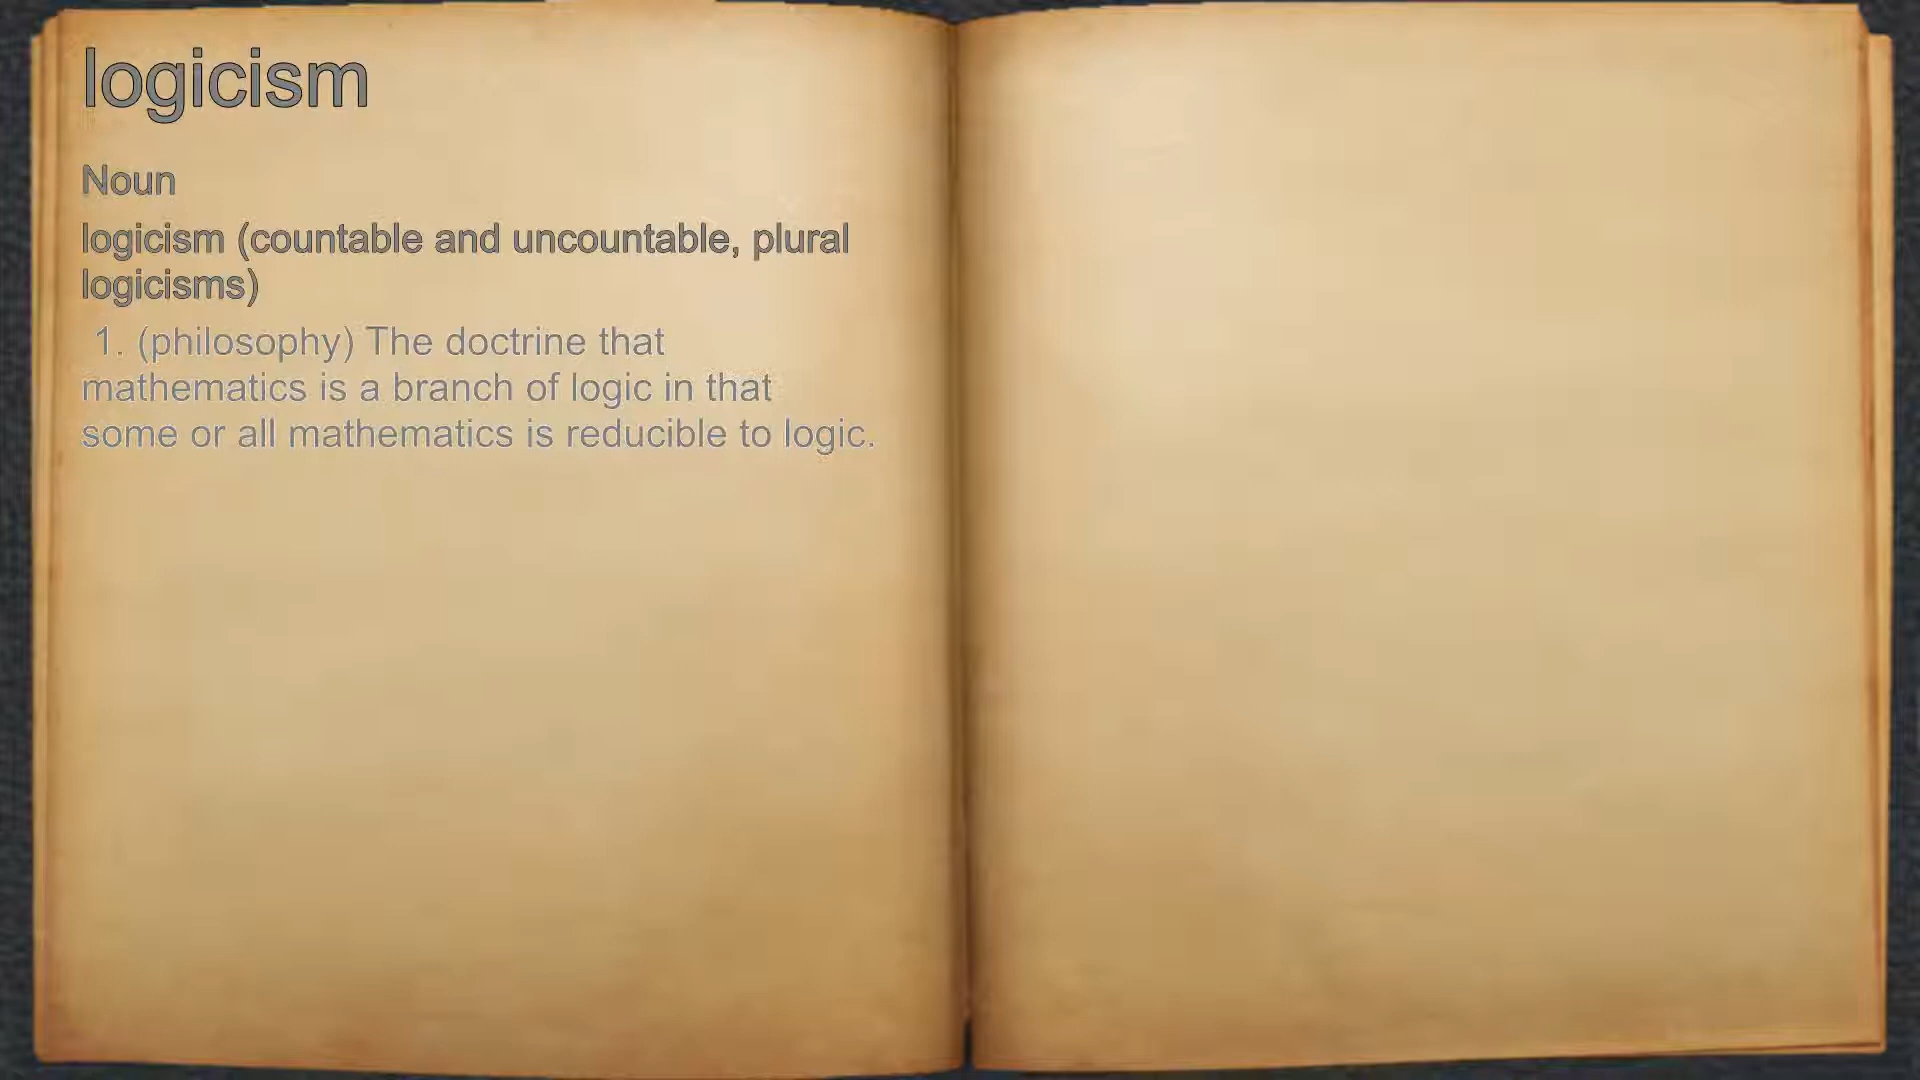 logicism
Noun
logicism (countable and uncountable, plural
logicisms)
1. (philosophy) The doctrine that
mathematics is a branch of logic in that
some or all mathematics is reducible to logic.